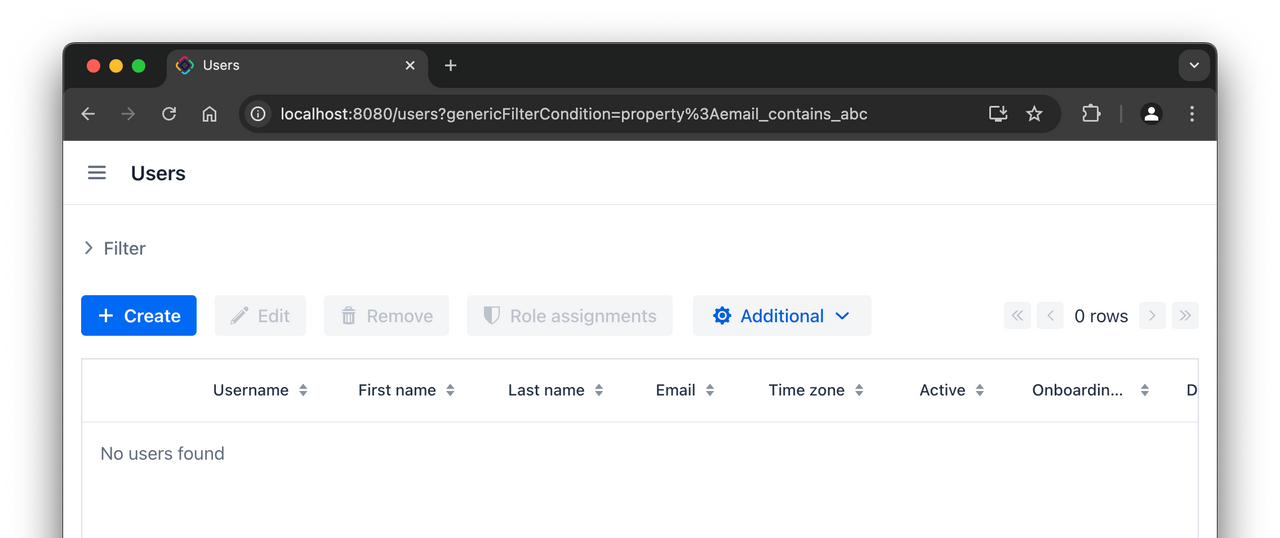 Users
localhost:8080/users?genericFilterCondition=property%3Aemail_contains_abc
Users
Filter
Create Edit Remove Role assignments Additional 0 rows
Username First name Last name Email Time zone Active Onboardin... D
No users found